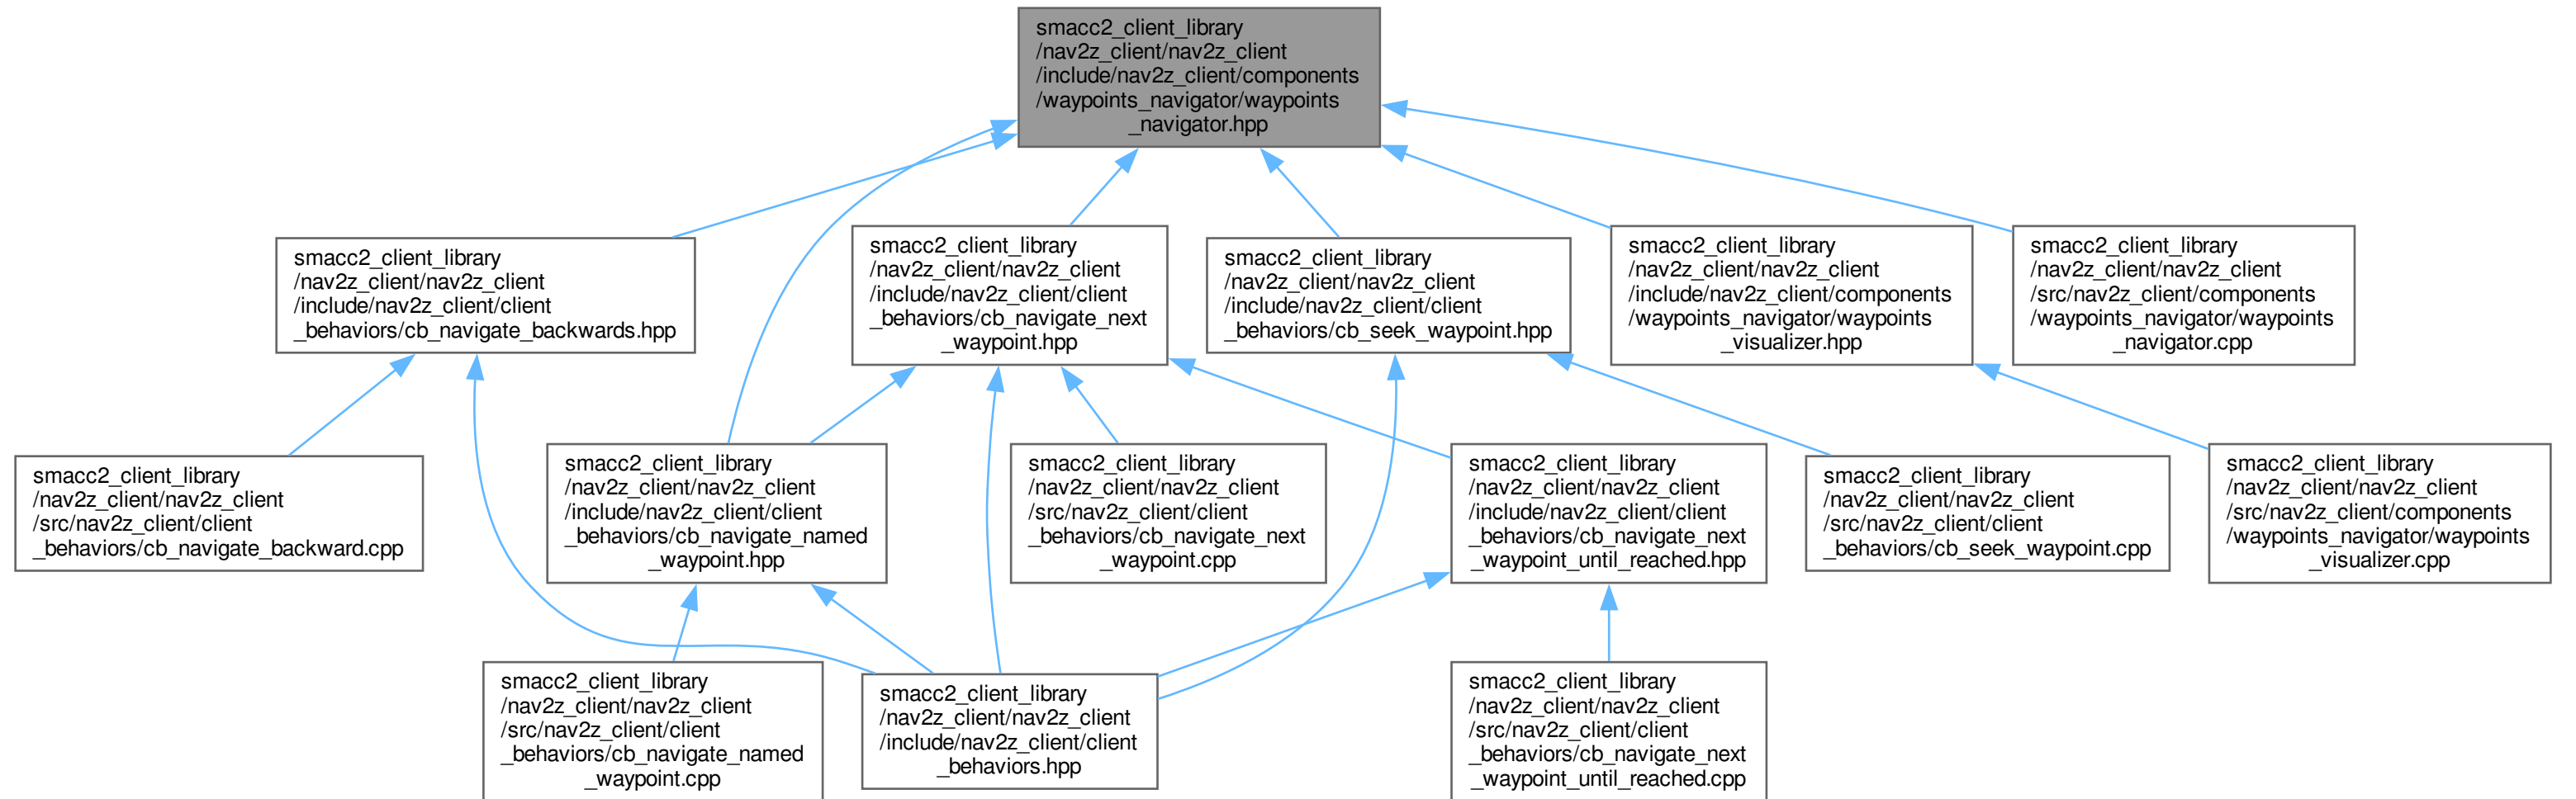 smacc2_client_library
/nav2z_client/nav2z_client
/include/nav2z_client/components
/waypoints_navigator/waypoints
_navigator.hpp
smacc2_client_library
/nav2z_client/nav2z_client
/include/nav2z_client/client
_behaviors/cb_navigate_backwards.hpp
smacc2_client_library
/nav2z_client/nav2z_client
/include/nav2z_client/client
_behaviors/cb_navigate_next
_waypoint.hpp
smacc2_client_library
/nav2z_client/nav2z_client
/include/nav2z_client/client
_behaviors/cb_seek_waypoint.hpp
smacc2_client_library
/nav2z_client/nav2z_client
/include/nav2z_client/components
/waypoints_navigator/waypoints
_visualizer.hpp
smacc2_client_library
/nav2z_client/nav2z_client
/src/nav2z_client/components
/waypoints_navigator/waypoints
_navigator.cpp
smacc2_client_library
/nav2z_client/nav2z_client
/src/nav2z_client/client
_behaviors/cb_navigate_backward.cpp
smacc2_client_library
/nav2z_client/nav2z_client
/include/nav2z_client/client
_behaviors/cb_navigate_named
_waypoint.hpp
smacc2_client_library
/nav2z_client/nav2z_client
/src/nav2z_client/client
_behaviors/cb_navigate_next
_waypoint.cpp
smacc2_client_library
/nav2z_client/nav2z_client
/include/nav2z_client/client
_behaviors/cb_navigate_next
_waypoint_until_reached.hpp
smacc2_client_library
/nav2z_client/nav2z_client
/src/nav2z_client/client
_behaviors/cb_seek_waypoint.cpp
smacc2_client_library
/nav2z_client/nav2z_client
/src/nav2z_client/components
/waypoints_navigator/waypoints
_visualizer.cpp
smacc2_client_library
/nav2z_client/nav2z_client
/src/nav2z_client/client
_behaviors/cb_navigate_named
_waypoint.cpp
smacc2_client_library
/nav2z_client/nav2z_client
/include/nav2z_client/client
_behaviors.hpp
smacc2_client_library
/nav2z_client/nav2z_client
/src/nav2z_client/client
_behaviors/cb_navigate_next
_waypoint_until_reached.cpp